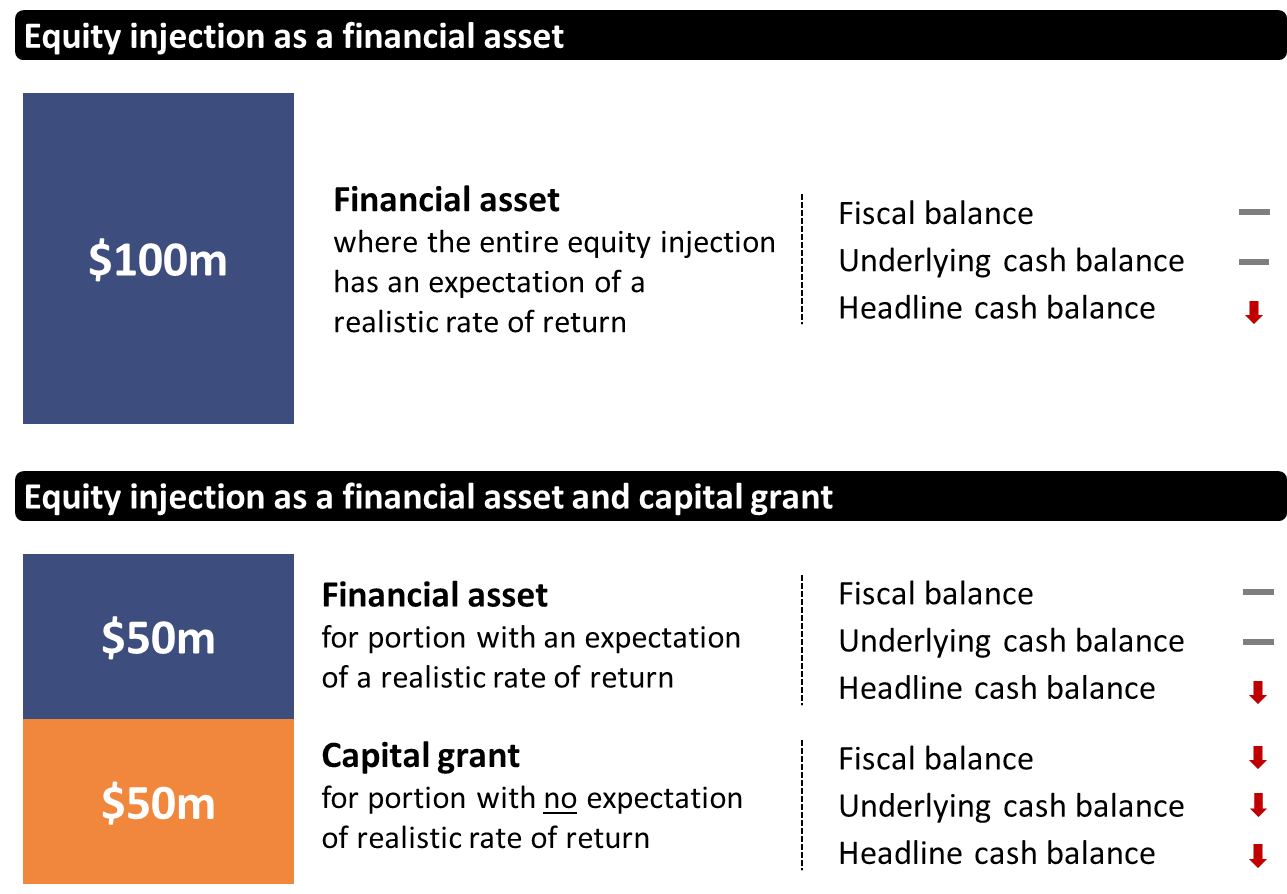 Equity injection as a financial asset
$100m
Financial asset
where the entire equity injection
has an expectation of a
realistic rate of return
Fiscal balance
Underlying cash balance
Headline cash balance
Equity injection as a financial asset and capital grant
$50m
Financial asset
for portion with an expectation
of a realistic rate of return
Fiscal balance
Underlying cash balance
Headline cash balance
$50m
Capital grant
for portion with no expectation
of realistic rate of return
Fiscal balance
Underlying cash balance
Headline cash balance